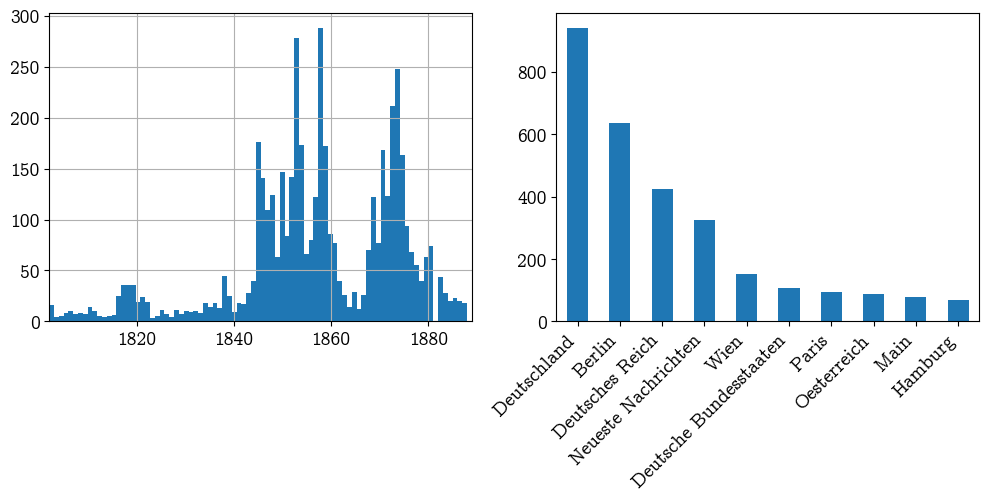 300
250
200
150
100
50
0
1820 1840 1860 1880
800
600
400
200
0
Deutschland
Berlin
Deutsches Reich
Neueste Nachrichten
Wien
Deutsche Bundesstaaten
Paris
Oesterreich
Main
Hamburg